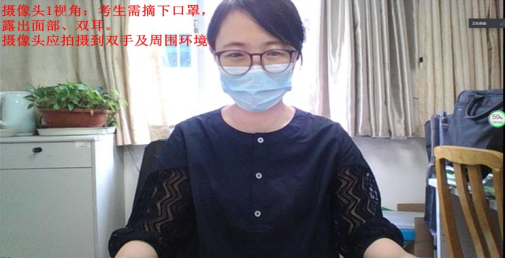 摄像头1视角：考生需摘下口罩，
露出面部、双耳。
摄像头应拍摄到双手及周围环境